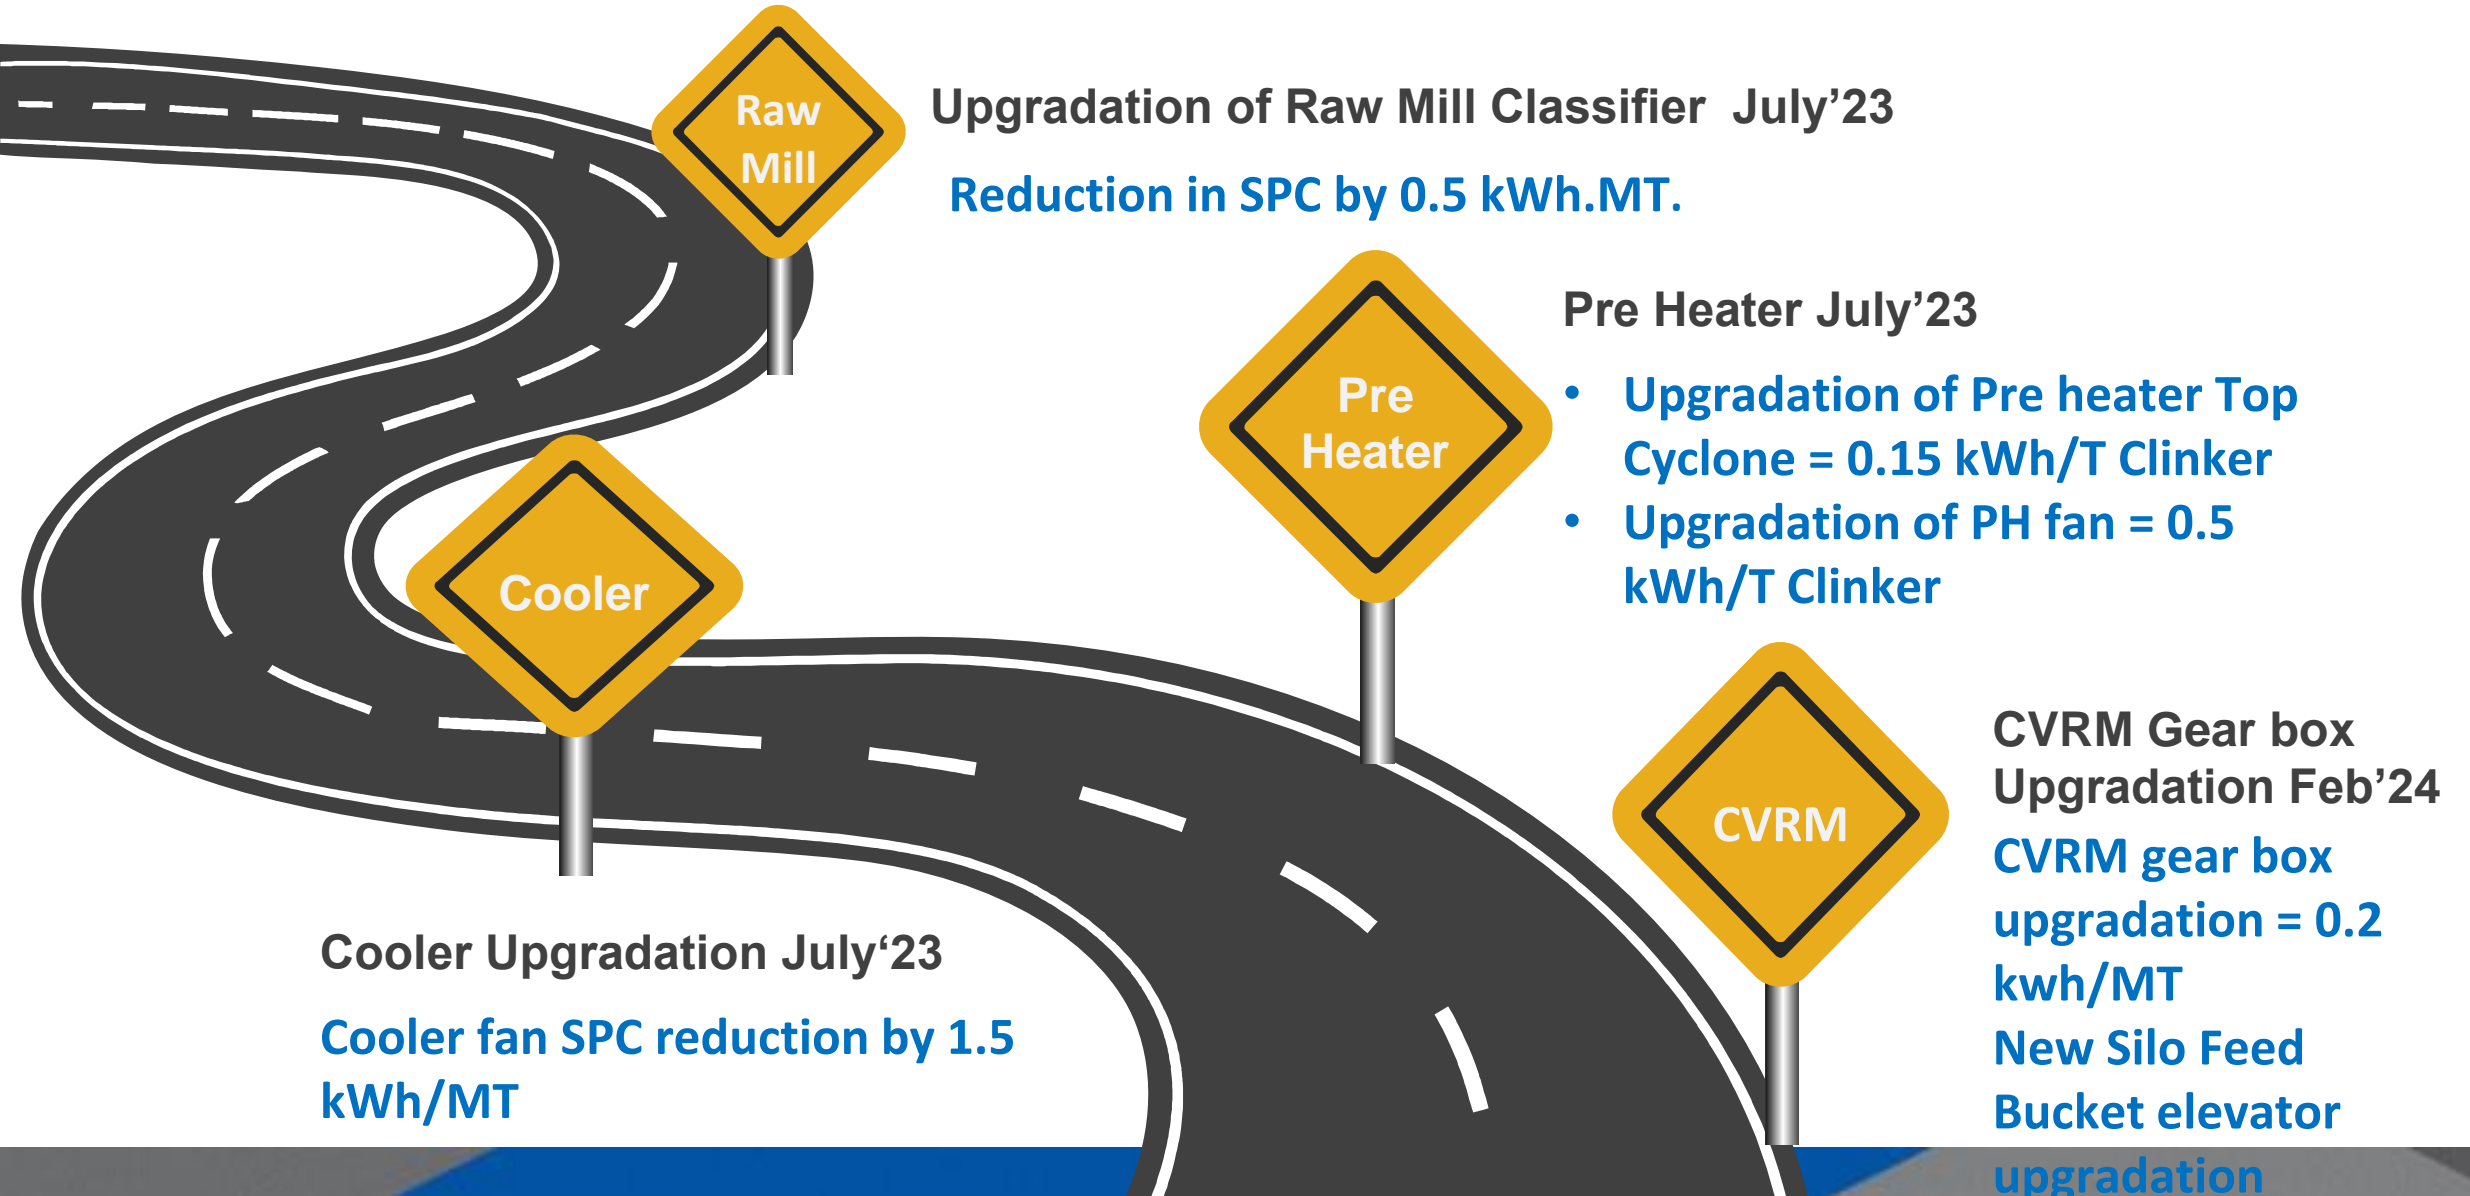 Raw
Mill
Upgradation of Raw Mill Classifier  July’23
Reduction in SPC by 0.5 kWh.MT.
Pre
Heater
Pre Heater July’23
• Upgradation of Pre heater Top
Cyclone = 0.15 kWh/T Clinker
• Upgradation of PH fan = 0.5
kWh/T Clinker
Cooler
Cooler Upgradation July‘23
Cooler fan SPC reduction by 1.5
kWh/MT
CVRM
CVRM Gear box
Upgradation Feb’24
CVRM gear box
upgradation = 0.2
kwh/MT
New Silo Feed
Bucket elevator
upgradation